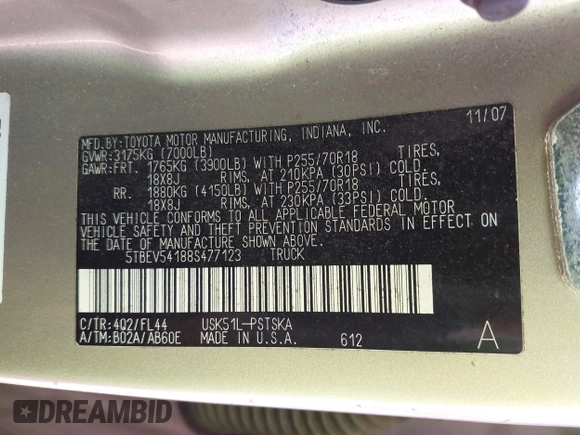 MFD.BY:TOYOTA MOTOR MANUFACTURING, INDIANA, INC. 11/07
GVWR:3175KG (7000LB)
GAWR:FRT. 1765KG (3900LB) WITH P255/70R18 TIRES,
18X8J RIMS, AT 210KPA (30PSI) COLD.
RR. 1880KG (4150LB) WITH P255/70R18 TIRES,
18X8J RIMS, AT 230KPA (33PSI) COLD.
THIS VEHICLE CONFORMS TO ALL APPLICABLE FEDERAL MOTOR
VEHICLE SAFETY AND THEFT PREVENTION STANDARDS IN EFFECT ON
THE DATE OF MANUFACTURE SHOWN ABOVE.
5TBEV54188S477123 TRUCK
C/TR:4Q2/FL44 USK51L-PSTSKA
A/TM:B02A/AB60E MADE IN U.S.A. 612 A
DREAMBID